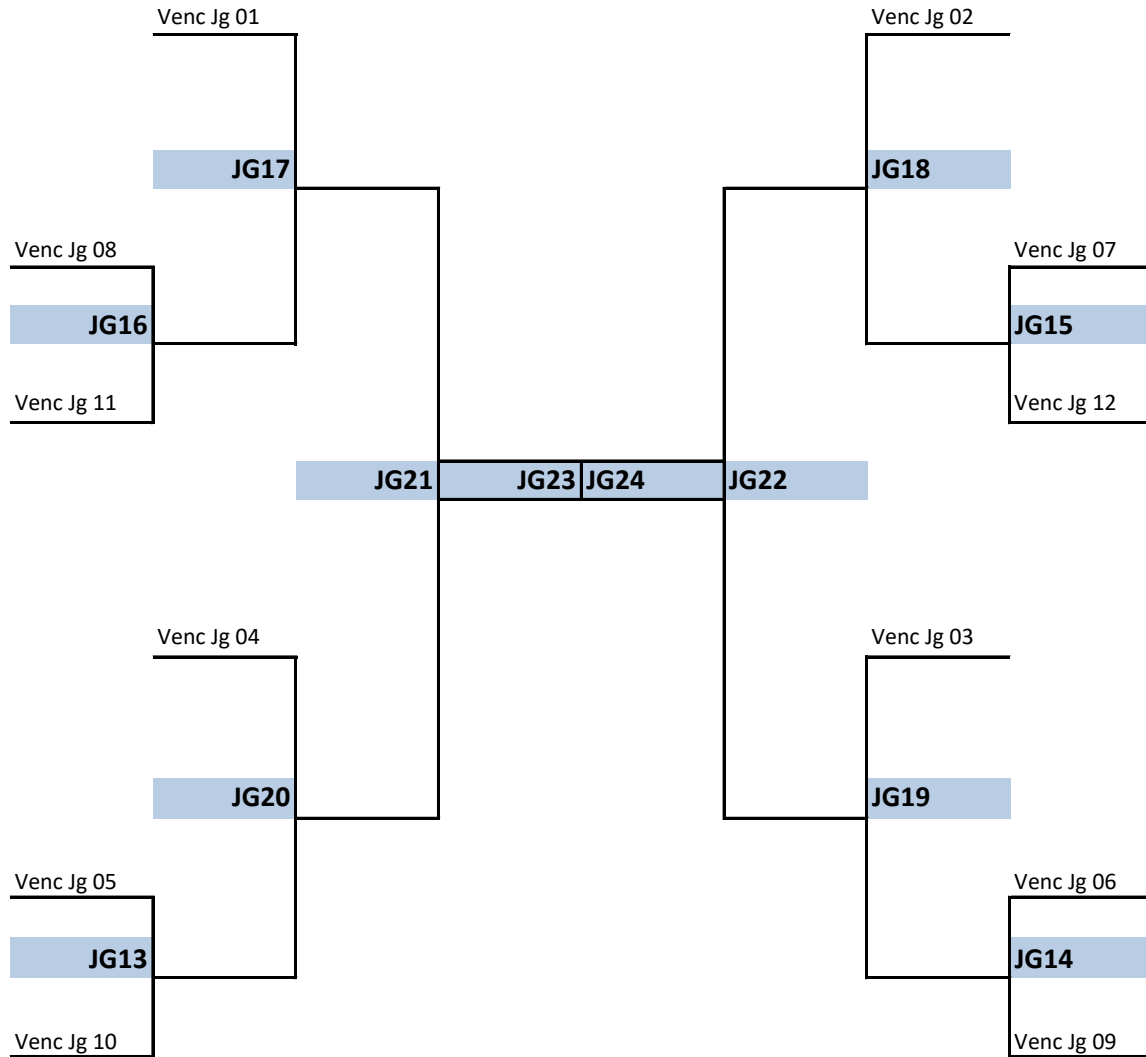 Venc Jg 01
Venc Jg 02
JG17
JG18
Venc Jg 08
Venc Jg 07
JG16
JG15
Venc Jg 11
Venc Jg 12
JG21
JG23
JG24
JG22
Venc Jg 04
Venc Jg 03
JG20
JG19
Venc Jg 05
Venc Jg 06
JG13
JG14
Venc Jg 10
Venc Jg 09